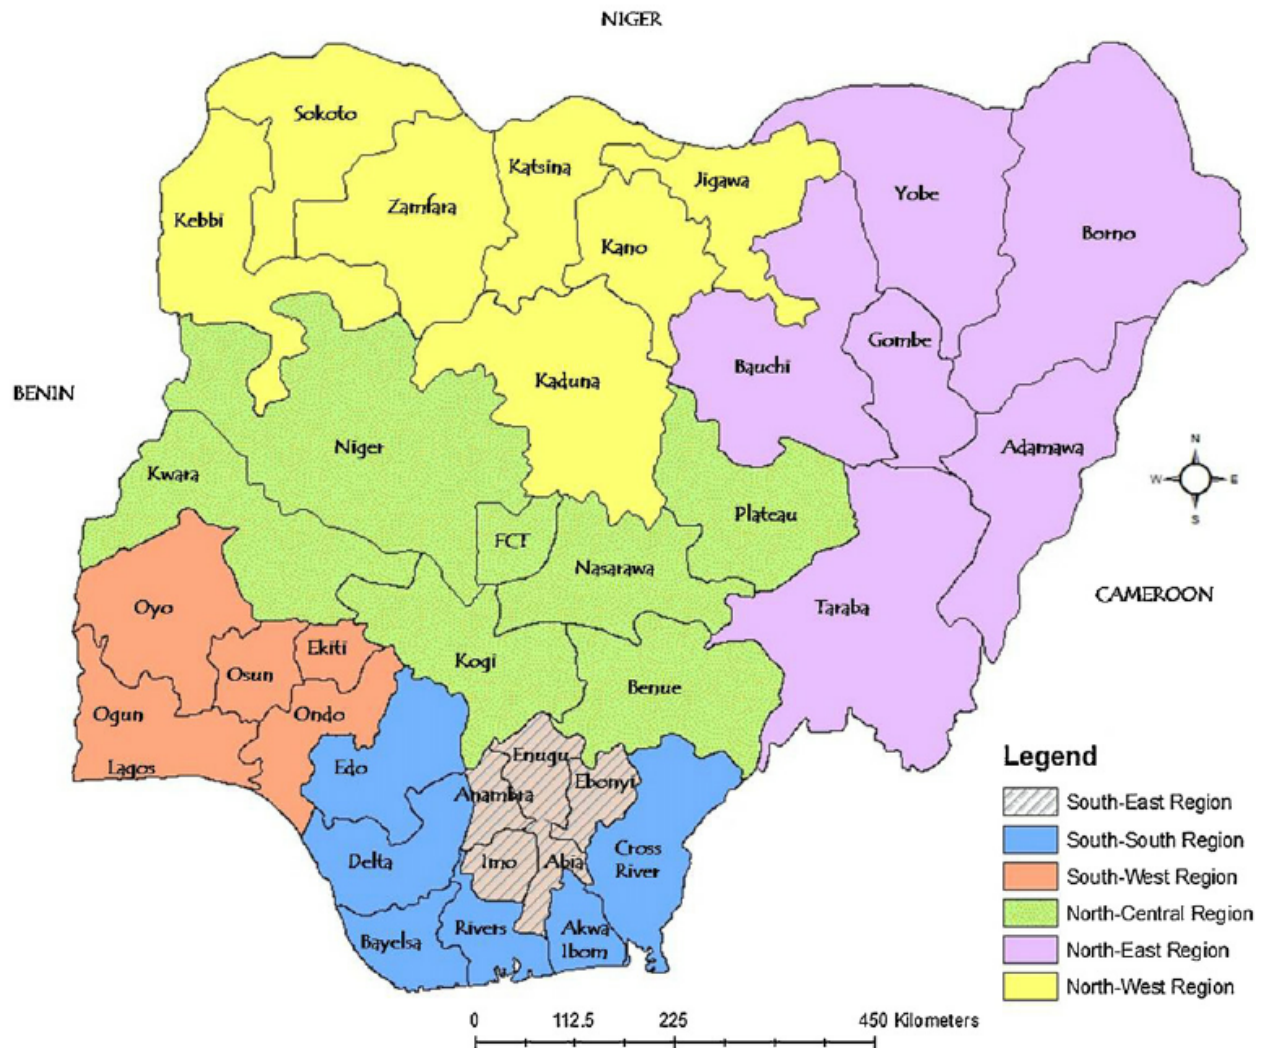 NIGER
Sokoto
Katsina
Jigawa
Yobe
Zamfara
Kebbi
Kano
Borno
Gombe
Bauchi
Kaduna
BENIN
Niger
Adamawa
Kwara
N
W
E
S
Plateau
FCT
Nasarawa
CAMEROON
Oyo
Taraba
Ekiti
Kogi
Osun
Benue
Ogun
Ondo
Lagos
Edo
Enugu
Ebonyi
Anambra
Cross
River
Delta
Imo
Abia
Rivers
Akwa
Ibom
Bayelsa
Legend
South-East Region
South-South Region
South-West Region
North-Central Region
North-East Region
North-West Region
0 112.5 225 450 Kilometers